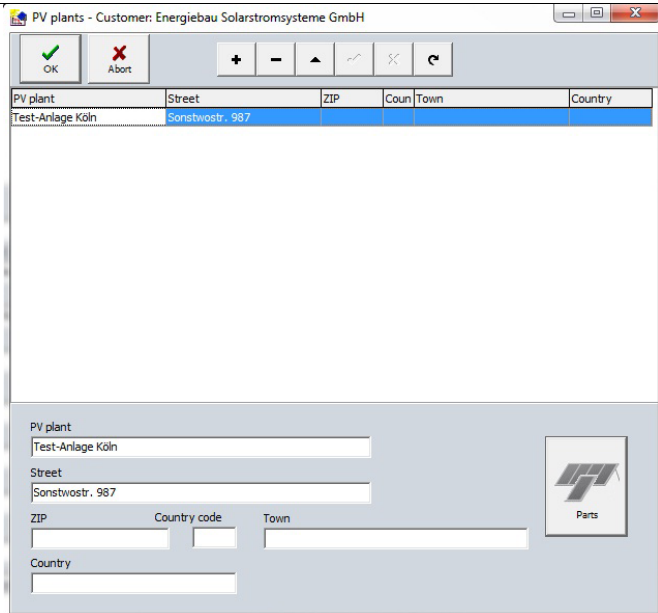 PV plants - Customer: Energiebau Solarstromsysteme GmbH
OK Abort
PV plant Street ZIP Coun Town Country
Test-Anlage Köln Sonstwostr. 987
PV plant
Test-Anlage Köln
Street
Sonstwostr. 987
ZIP Country code Town
Parts
Country